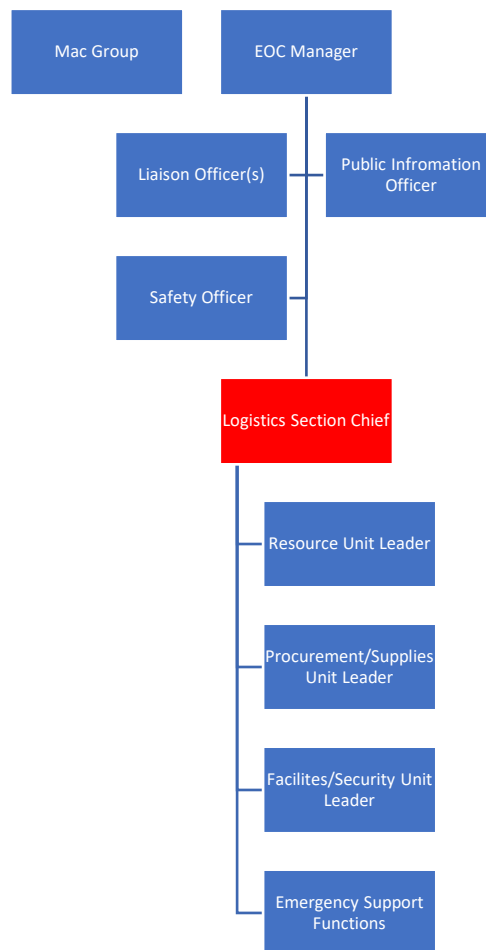 Mac Group
EOC Manager
Liaison Officer(s)
Public Infromation
Officer
Safety Officer
Logistics Section Chief
Resource Unit Leader
Procurement/Supplies
Unit Leader
Facilites/Security Unit
Leader
Emergency Support
Functions